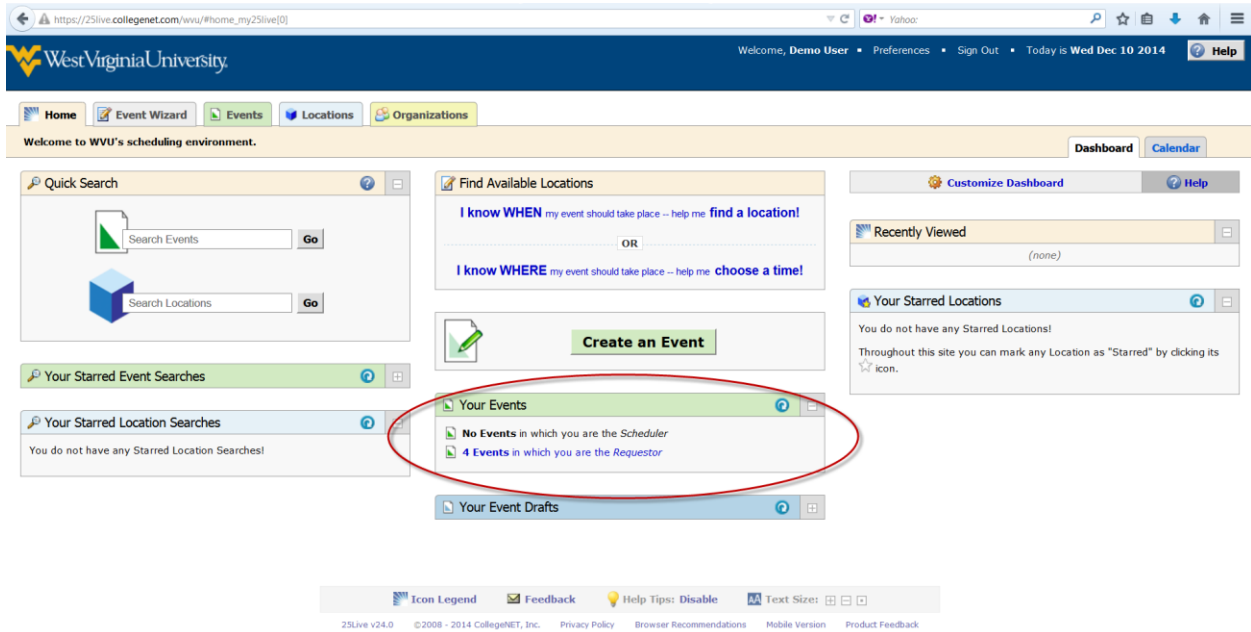 https://25live.collegenet.com/wvu/#home_my25live[0]
Yahoo:
WestVirginiaUniversity.
Welcome, Demo User ▪ Preferences ▪ Sign Out ▪ Today is Wed Dec 10 2014
Help
Home
Event Wizard
Events
Locations
Organizations
Welcome to WVU's scheduling environment.
Dashboard
Calendar
Quick Search
Search Events
Go
Search Locations
Go
Your Starred Event Searches
Your Starred Location Searches
You do not have any Starred Location Searches!
Find Available Locations
I know WHEN my event should take place -- help me find a location!
OR
I know WHERE my event should take place -- help me choose a time!
Create an Event
Your Events
No Events in which you are the Scheduler
4 Events in which you are the Requestor
Your Event Drafts
Customize Dashboard
Help
Recently Viewed
(none)
Your Starred Locations
You do not have any Starred Locations!
Throughout this site you can mark any Location as "Starred" by clicking its
icon.
Icon Legend
Feedback
Help Tips: Disable
AA Text Size:
25Live v24.0 ©2008 - 2014 CollegeNET, Inc. Privacy Policy Browser Recommendations Mobile Version Product Feedback